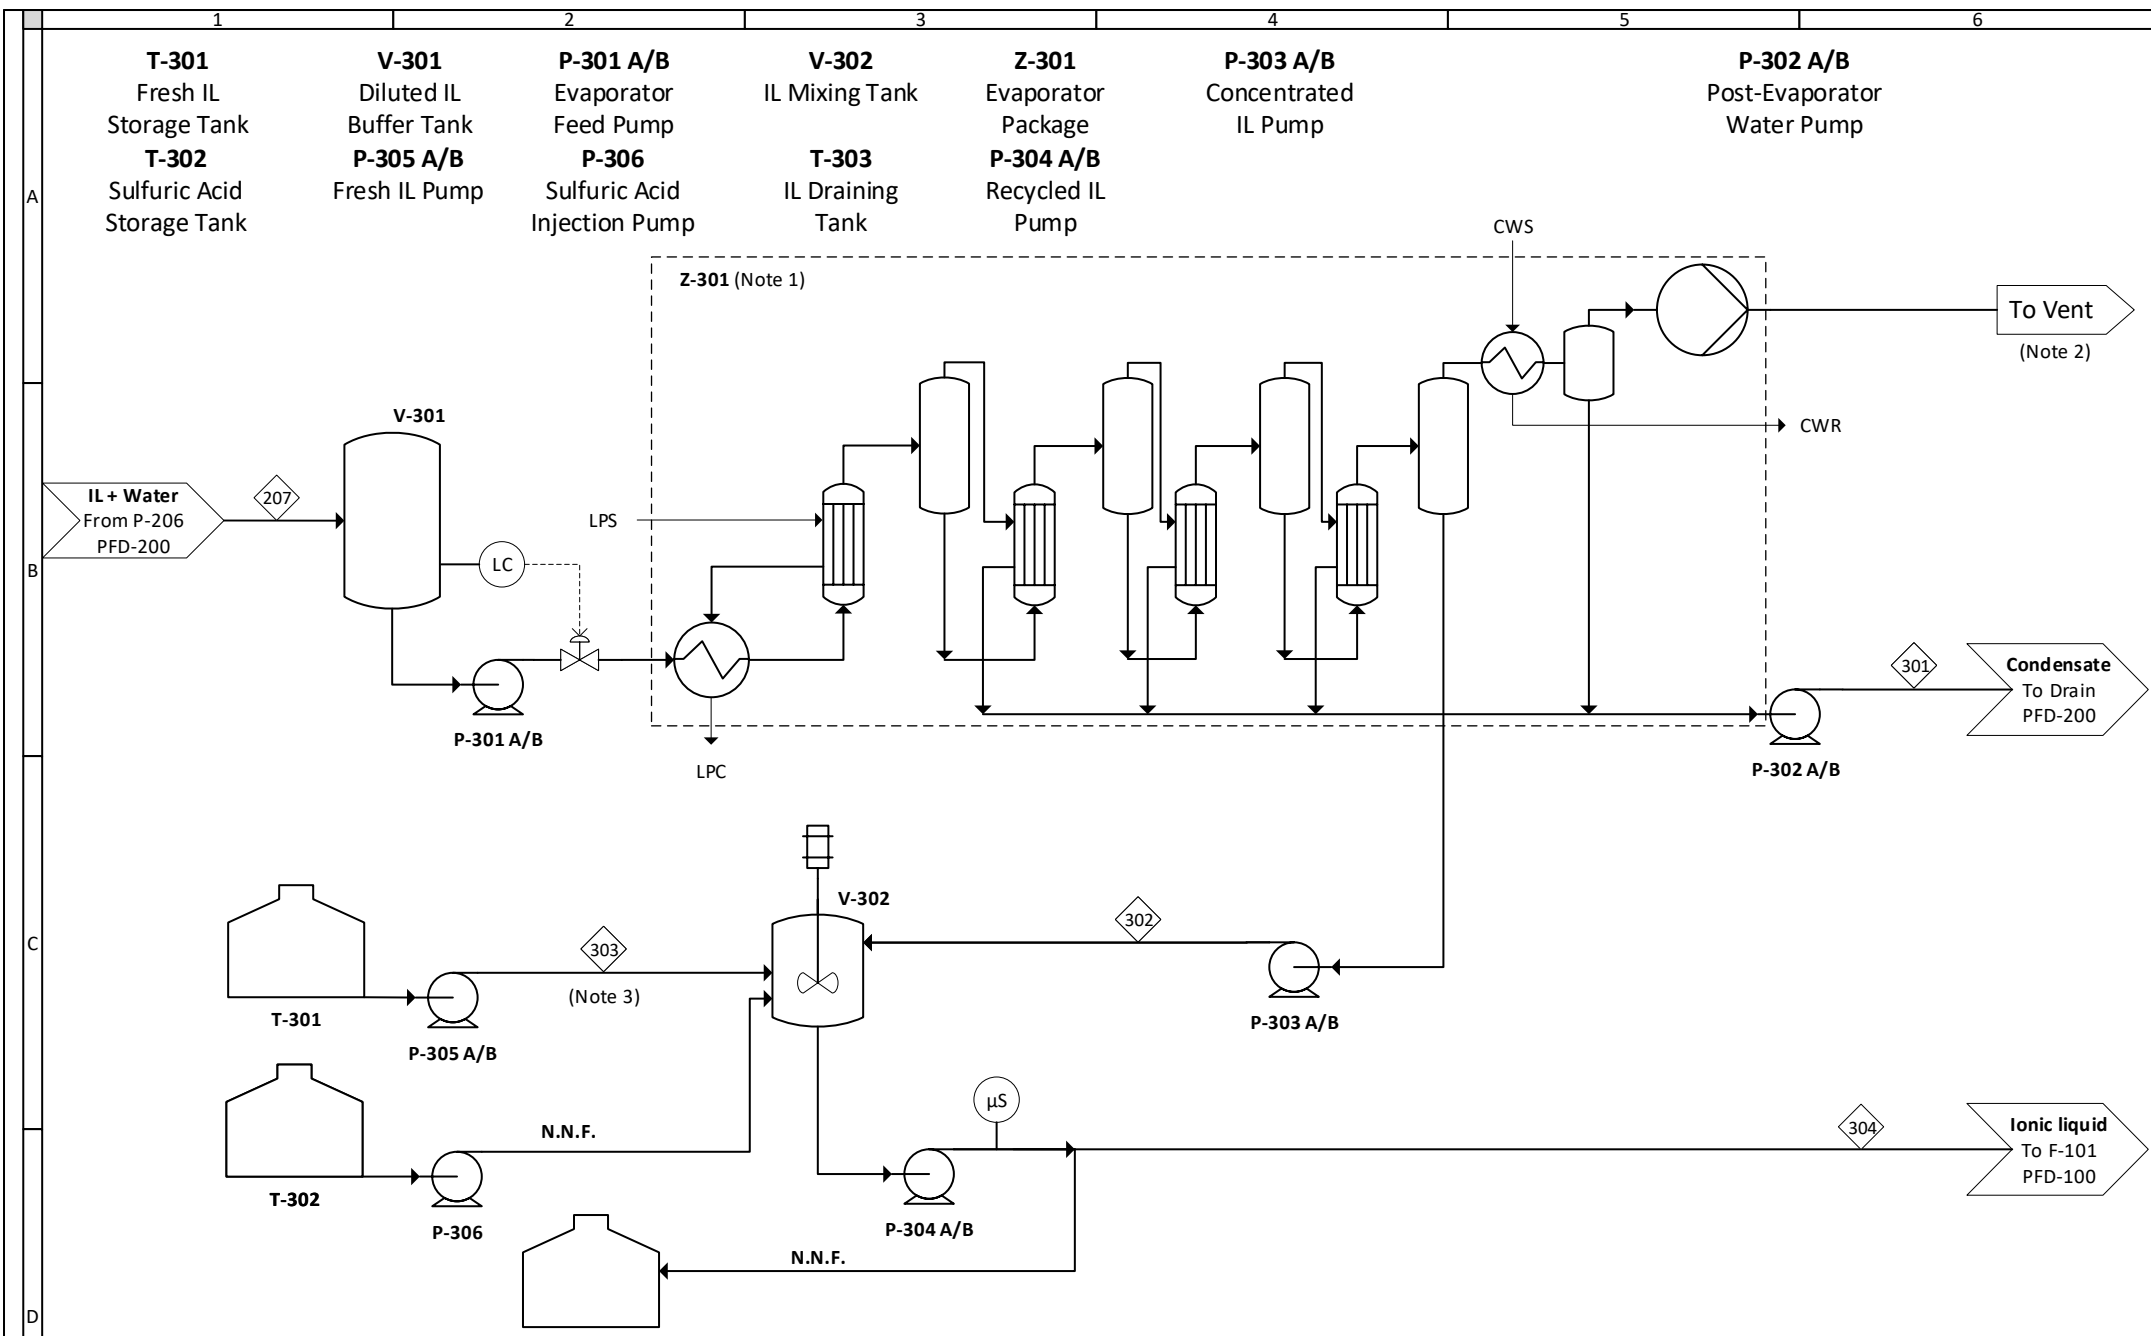 1 2 3 4 5 6
T-301
Fresh IL
Storage Tank
T-302
Sulfuric Acid
Storage Tank
V-301
Diluted IL
Buffer Tank
P-305 A/B
Fresh IL Pump
P-301 A/B
Evaporator
Feed Pump
P-306
Sulfuric Acid
Injection Pump
V-302
IL Mixing Tank
T-303
IL Draining
Tank
Z-301
Evaporator
Package
P-304 A/B
Recycled IL
Pump
P-303 A/B
Concentrated
IL Pump
P-302 A/B
Post-Evaporator
Water Pump
A
CWS
Z-301 (Note 1)
To Vent
(Note 2)
CWR
V-301
IL + Water
From P-206
PFD-200
207
LPS
LC
B
P-301 A/B
LPC
301
Condensate
To Drain
PFD-200
P-302 A/B
V-302
302
C
303
(Note 3)
T-301
P-305 A/B
P-303 A/B
µS
304
Ionic liquid
To F-101
PFD-100
N.N.F.
T-302
P-306
P-304 A/B
N.N.F.
D